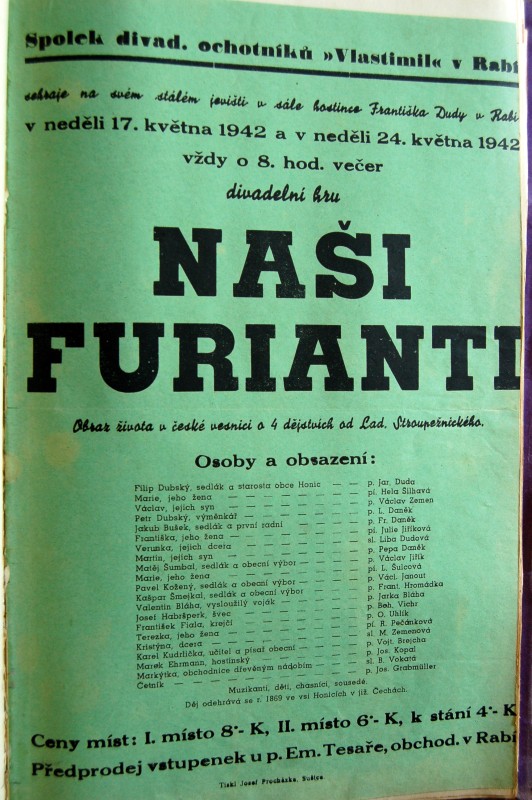 Spolek divad. ochotníků »Vlastimil« v Rabí
sehraje na svém stálém jevišti v sále hostince Františka Dudy v Rabí
v neděli 17. května 1942 a v neděli 24. května 1942
vždy o 8. hod. večer
divadelní hru
NAŠI
FURIANTI
Obraz života v české vesnici o 4 dějstvích od Lad. Stroupežnického.
Osoby a obsazení:
Filip Dubský, sedlák a starosta obce Honic — — p. Jar. Duda
Marie, jeho žena — — — — — — — pí. Hela Šilhavá
Václav, jejich syn — — — — — — — p. Václav Zemen
Petr Dubský, výměnkář — — — — — — p. L. Daněk
Jakub Bušek, sedlák a první radní — — — — p. Fr. Daněk
Františka, jeho žena — — — — — — — pí. Julie Jiříková
Verunka, jejich dcera — — — — — — — sl. Liba Dudová
Martin, jejich syn — — — — — — — p. Pepa Daněk
Matěj Šumbal, sedlák a obecní výbor — — — p. Václav Jiřík
Marie, jeho žena — — — — — — — pí. L. Šulcová
Pavel Kožený, sedlák a obecní výbor — — — p. Václ. Janout
Kašpar Šmejkal, sedlák a obecní výbor — — — p. Frant. Hromádka
Valentin Bláha, vysloužilý voják — — — — p. Jarka Bláha
Josef Habršperk, švec — — — — — — p. Boh. Vichr
František Fiala, krejčí — — — — — — p. O. Uhlík
Terezka, jeho žena — — — — — — — pí. R. Pečánková
Kristýna, dcera — — — — — — — sl. M. Zemenová
Karel Kudrlička, učitel a písař obecní — — — p. Vojt. Brejcha
Marek Ehrmann, hostinský — — — — — p. Jos. Kopal
Markýtka, obchodnice dřevěným nádobím — — — sl. B. Vokatá
Četník — — — — — — — — p. Jos. Grabmüller
Muzikanti, děti, chasníci, sousedé.
Děj odehrává se r. 1869 ve vsi Honicích v již. Čechách.
Ceny míst: I. místo 8·- K, II. místo 6·- K, k stání 4·- K
Předprodej vstupenek u p. Em. Tesaře, obchod. v Rabí
Tiskl Josef Procházka, Sušice.